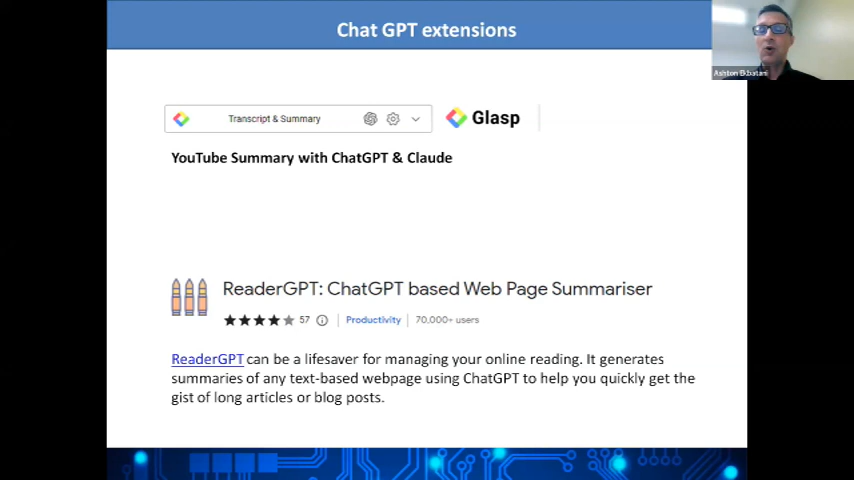 Chat GPT extensions
Ashton Ekbatani
Transcript & Summary
Glasp
YouTube Summary with ChatGPT & Claude
ReaderGPT: ChatGPT based Web Page Summariser
57
Productivity
70,000+ users
ReaderGPT can be a lifesaver for managing your online reading. It generates
summaries of any text-based webpage using ChatGPT to help you quickly get the
gist of long articles or blog posts.